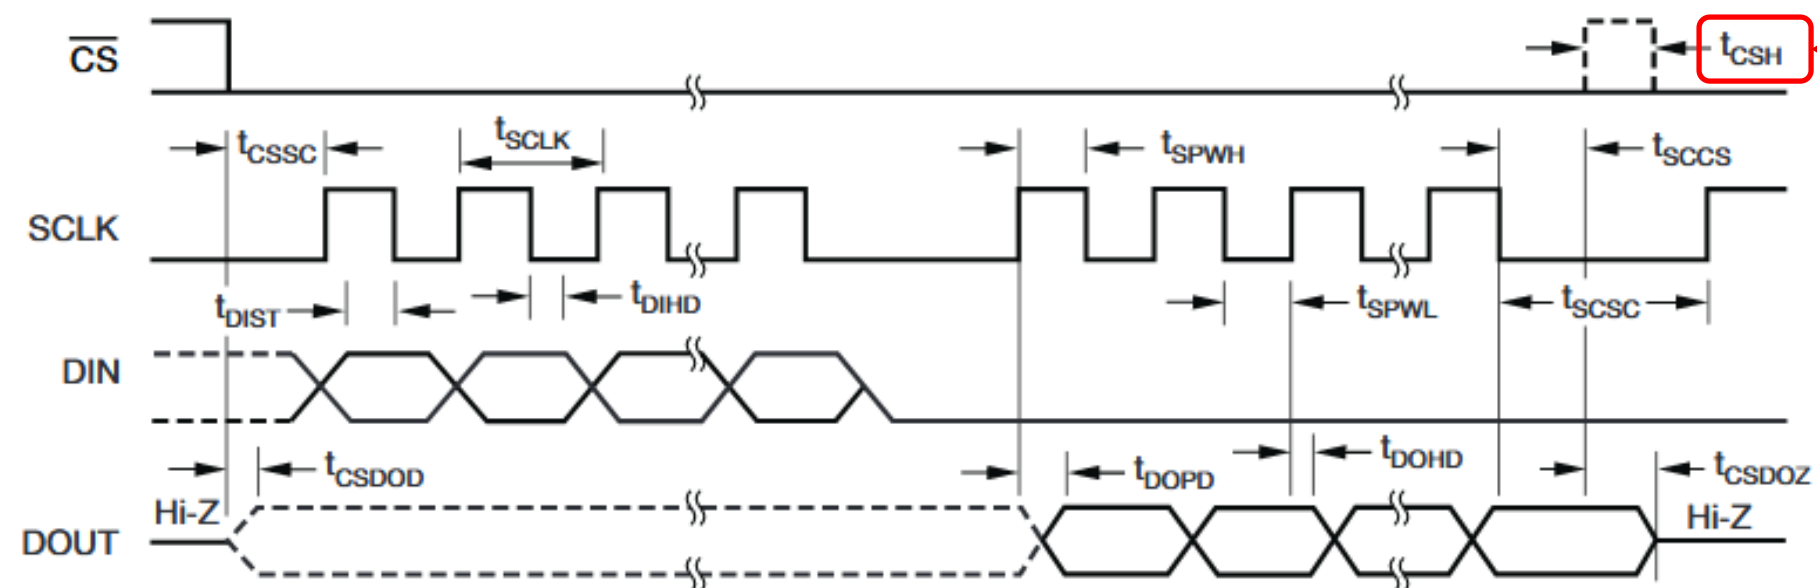 CS
tCSH
tCSSC
tSCLK
tSPWH
tSCCS
SCLK
tDIST
tDIHD
tSPWL
tSCSC
DIN
tCSDOD
tDOPD
tDOHD
tCSDOZ
Hi-Z
Hi-Z
DOUT